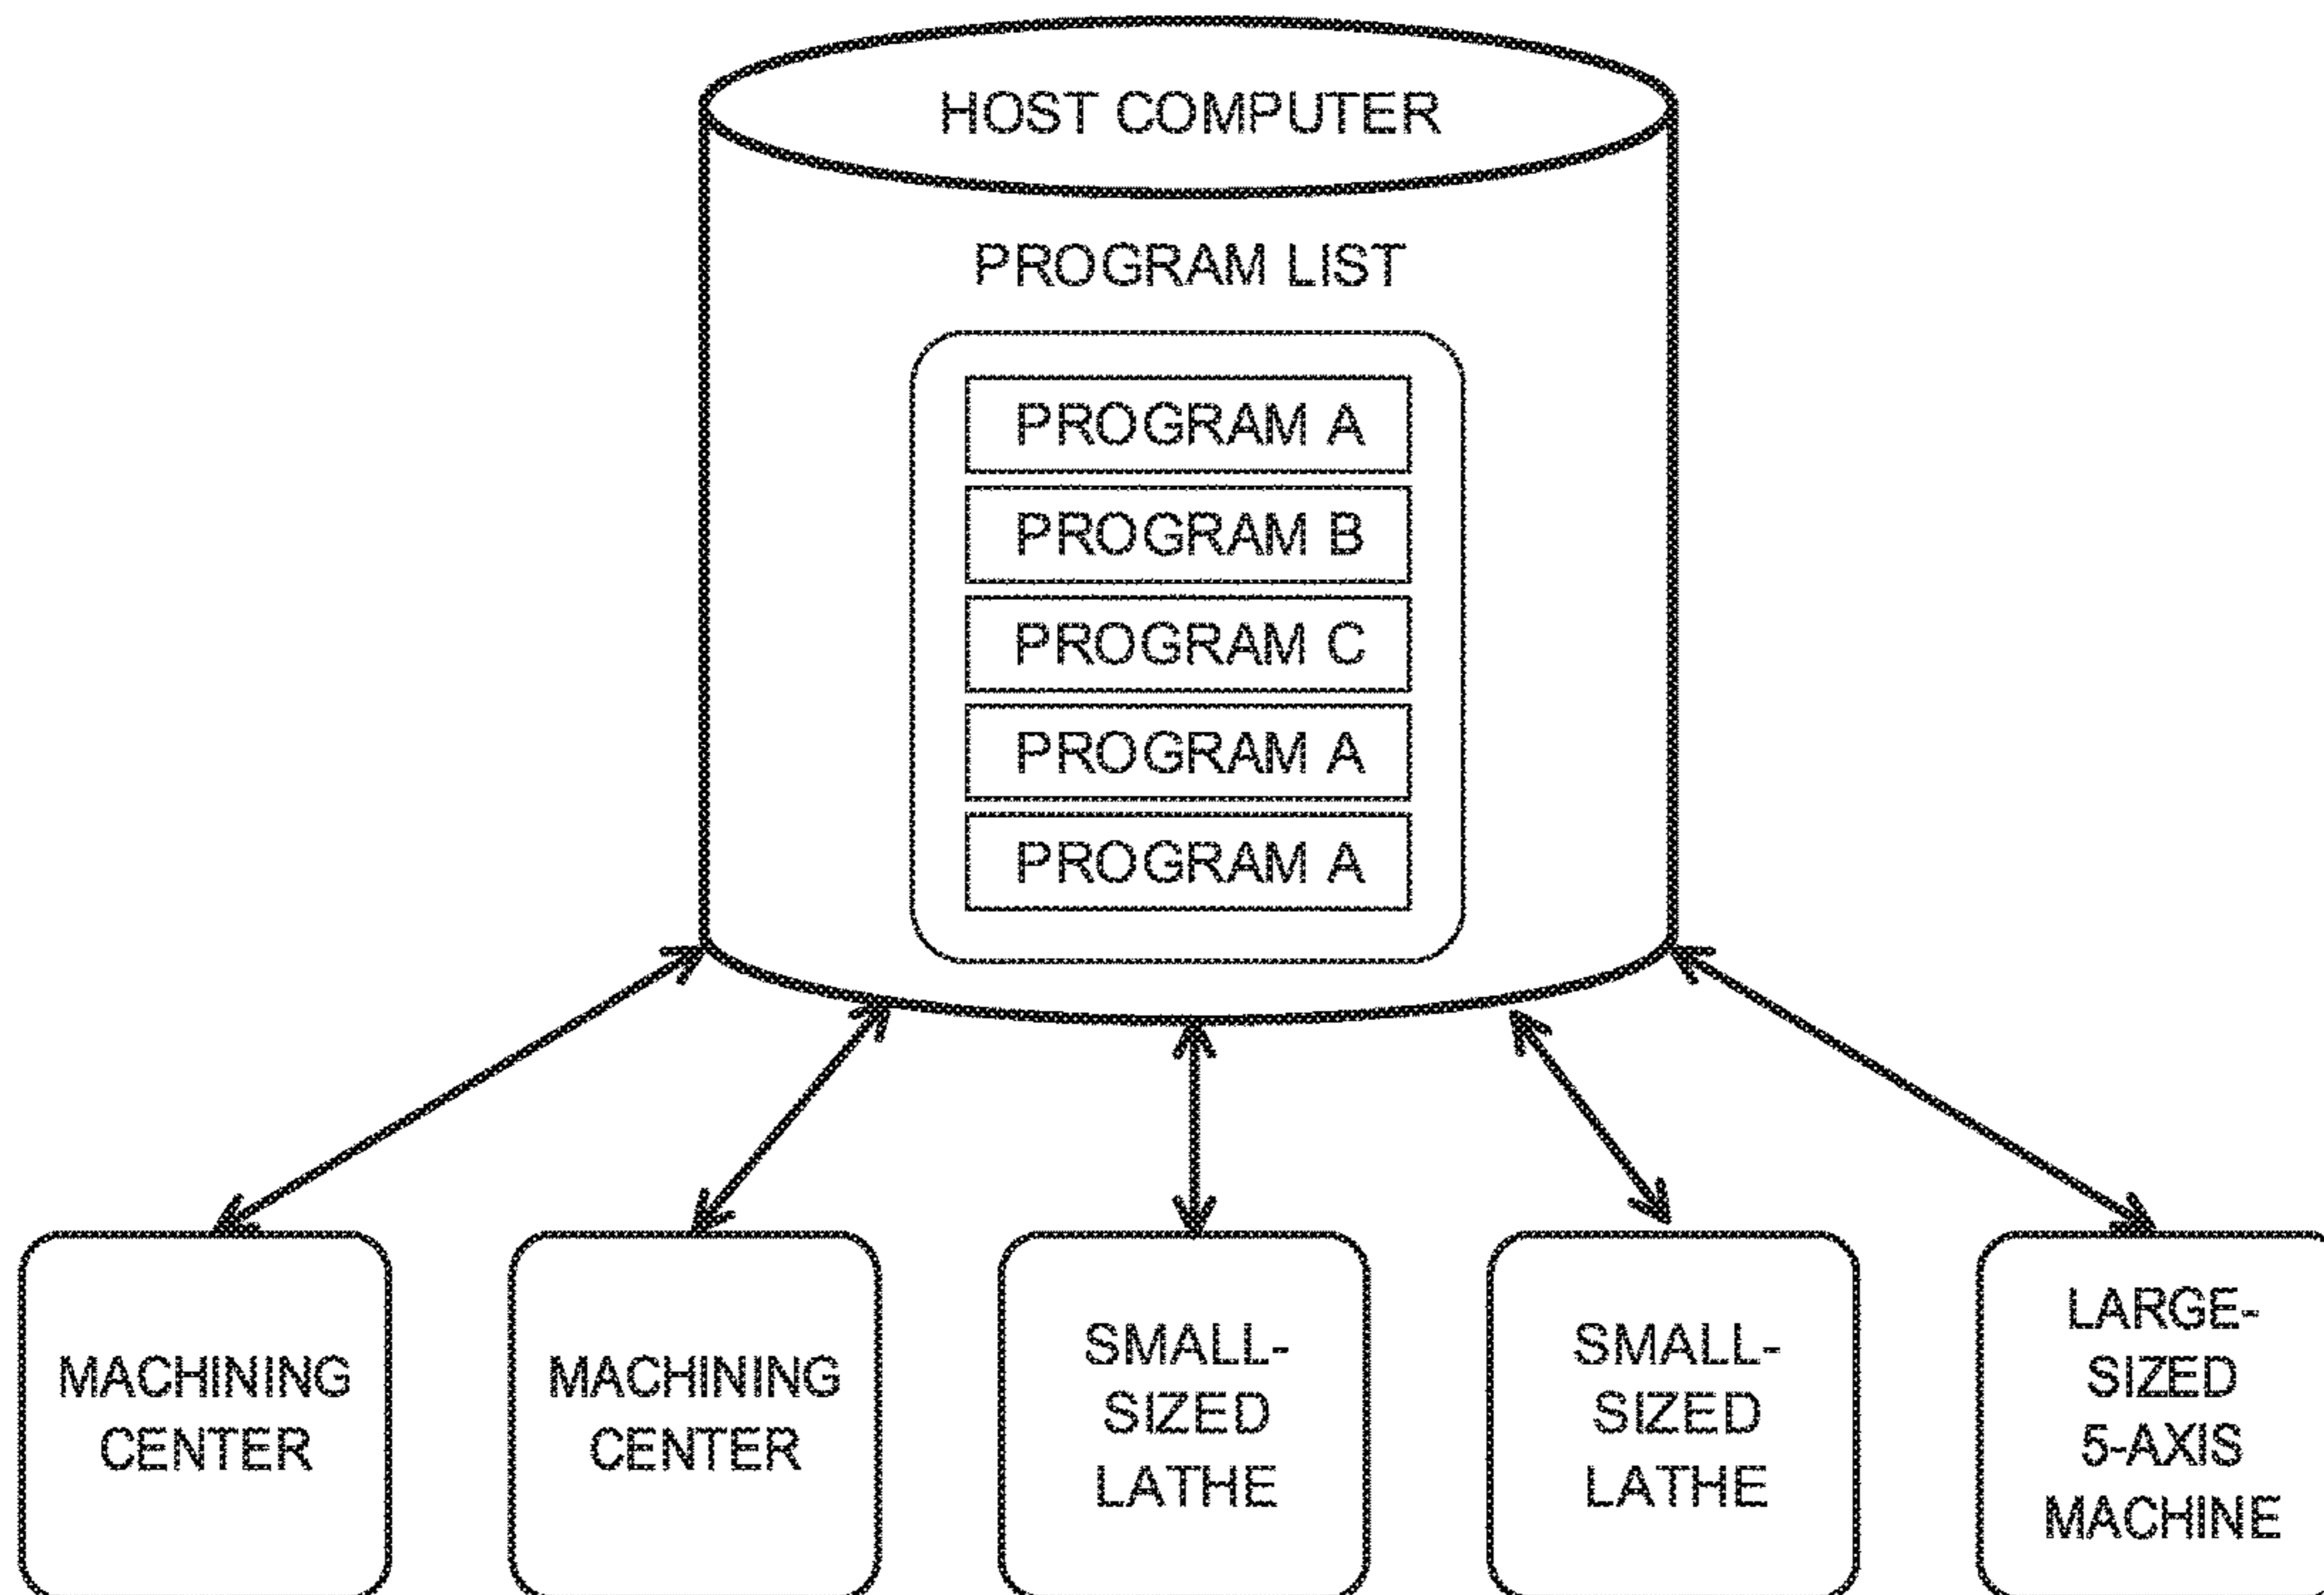 HOST COMPUTER
PROGRAM LIST
PROGRAM A
PROGRAM B
PROGRAM C
PROGRAM A
PROGRAM A
MACHINING
CENTER
MACHINING
CENTER
SMALL-
SIZED
LATHE
SMALL-
SIZED
LATHE
LARGE-
SIZED
5-AXIS
MACHINE